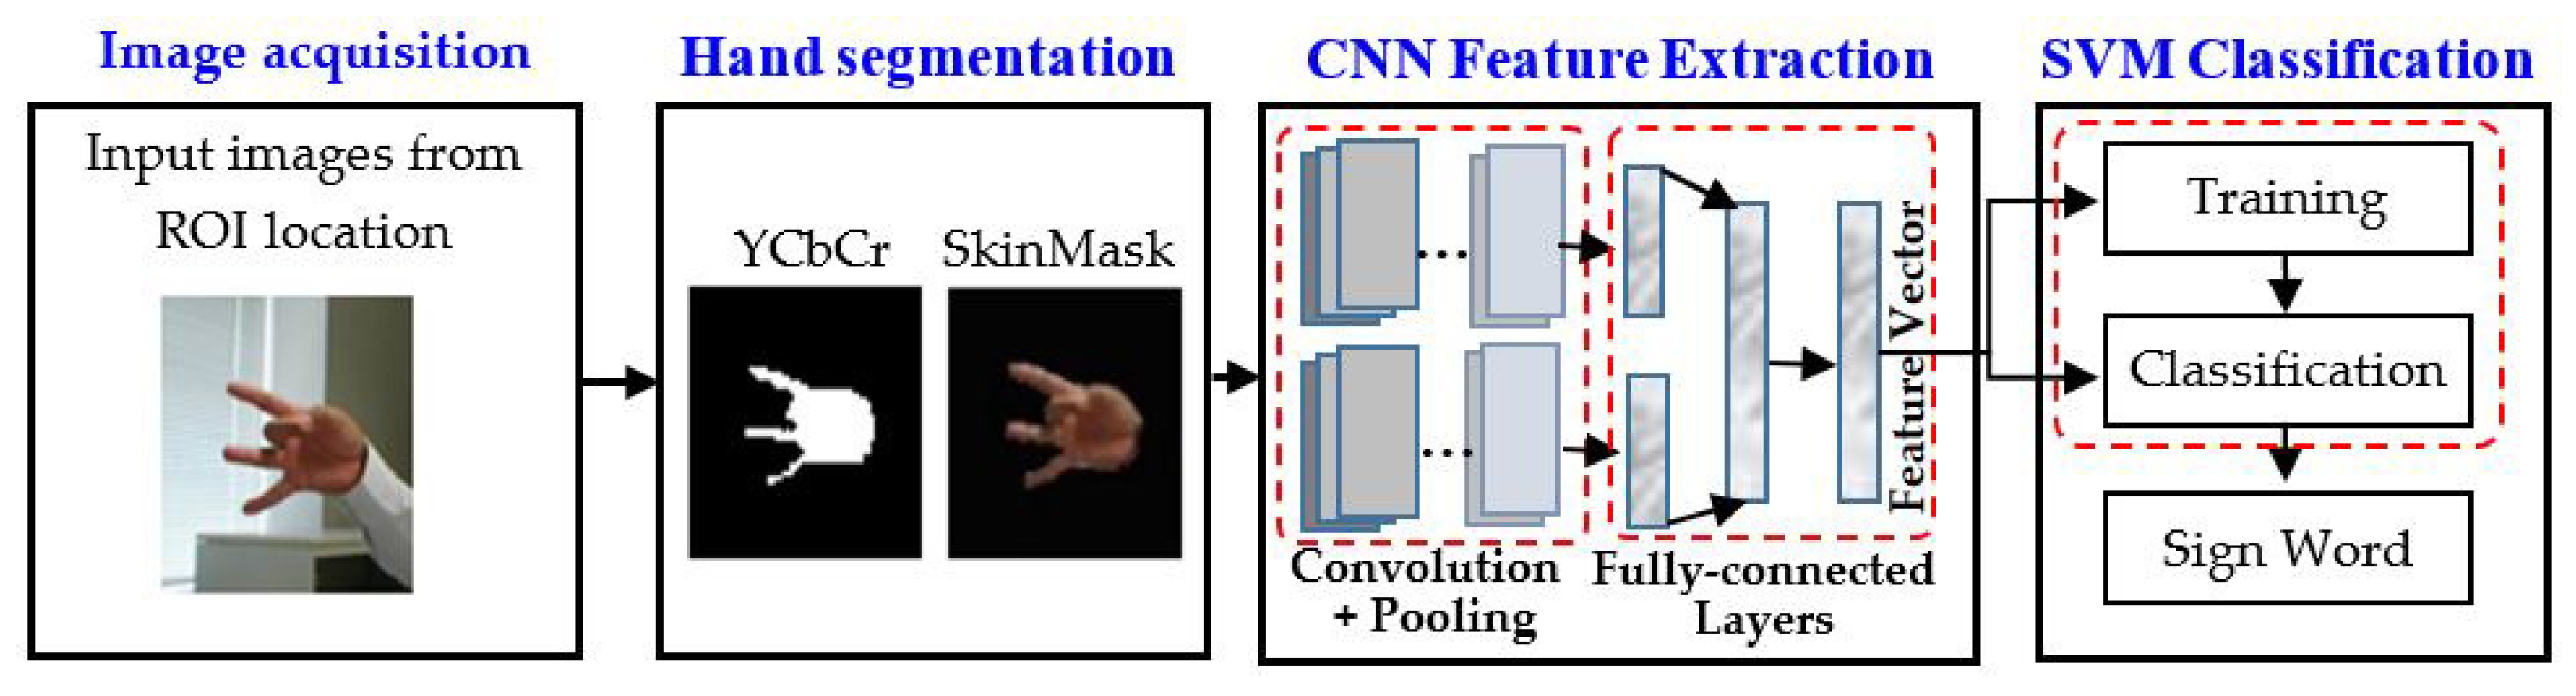 Image acquisition
Input images from
ROI location
Hand segmentation
YCbCr
SkinMask
CNN Feature Extraction
...
...
Feature Vector
Convolution
+ Pooling
Fully-connected
Layers
SVM Classification
Training
Classification
Sign Word